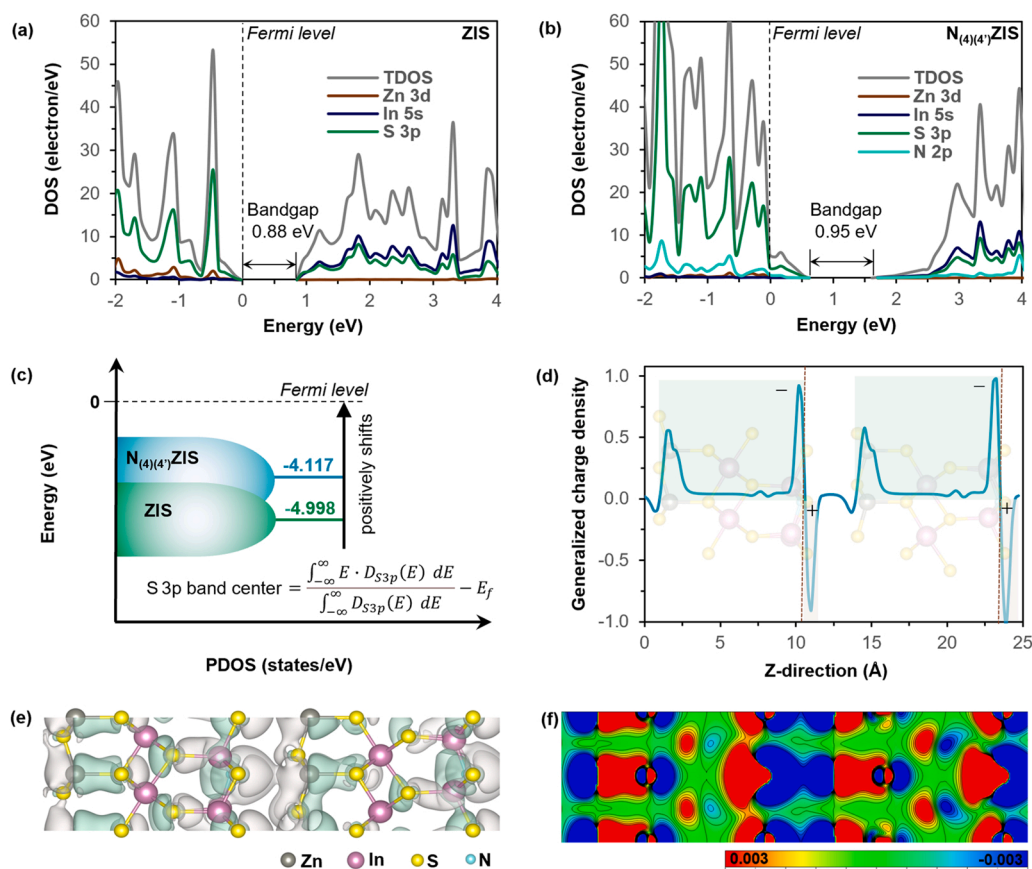 (a)
ZIS
Fermi level
TDOS
Zn 3d
In 5s
S 3p
Bandgap
0.88 eV
DOS (electron/eV)
60
50
40
30
20
10
0
-2 -1 0 1 2 3 4
Energy (eV)
(b)
N(4)(4')ZIS
Fermi level
TDOS
Zn 3d
In 5s
S 3p
N 2p
Bandgap
0.95 eV
DOS (electron/eV)
60
50
40
30
20
10
0
-2 -1 0 1 2 3 4
Energy (eV)
(c)
Fermi level
0
Energy (eV)
N(4)(4')ZIS
-4.117
ZIS
-4.998
positively shifts
S 3p band center = ∫_{-∞}^{∞} E · D_{S3p}(E) dE / ∫_{-∞}^{∞} D_{S3p}(E) dE − E_f
PDOS (states/eV)
(d)
Generalized charge density
1.0
0.5
0.0
-0.5
-1.0
− −
+ +
0 5 10 15 20 25
Z-direction (Å)
(e)
Zn In S N
(f)
0.003 -0.003